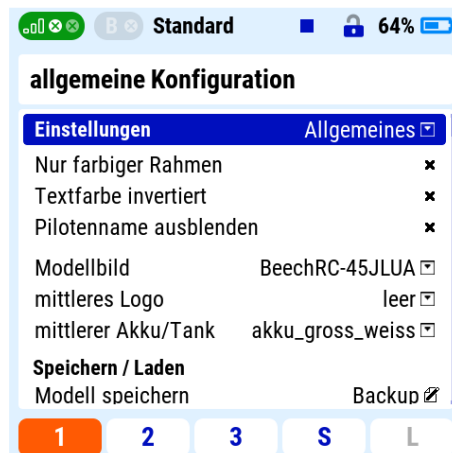 B Standard 64%
allgemeine Konfiguration
Einstellungen Allgemeines
Nur farbiger Rahmen
Textfarbe invertiert
Pilotenname ausblenden
Modellbild BeechRC-45JLUA
mittleres Logo leer
mittlerer Akku/Tank akku_gross_weiss
Speichern / Laden
Modell speichern Backup
1 2 3 S L